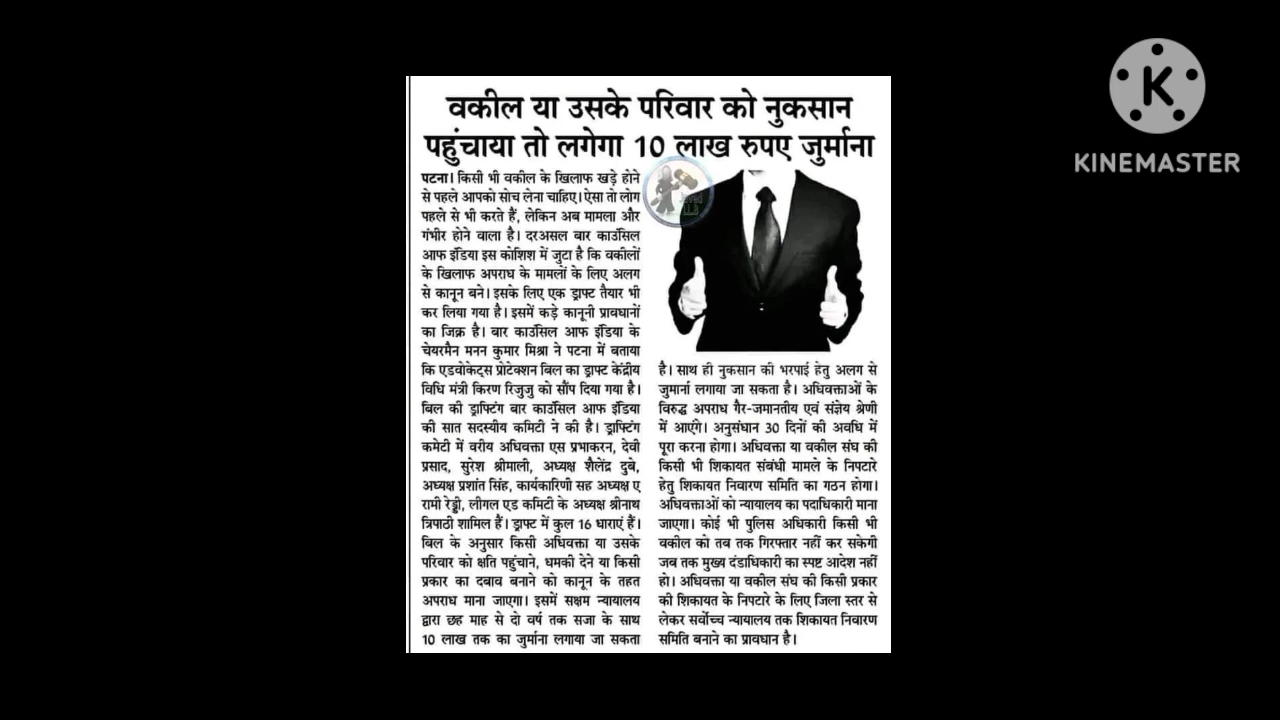 वकील या उसके परिवार को नुकसान
पहुंचाया तो लगेगा 10 लाख रुपए जुर्माना
पटना। किसी भी वकील के खिलाफ खड़े होने
से पहले आपको सोच लेना चाहिए। ऐसा तो लोग
पहले से भी करते हैं, लेकिन अब मामला और
गंभीर होने वाला है। दरअसल बार काउंसिल
आफ इंडिया इस कोशिश में जुटा है कि वकीलों
के खिलाफ अपराध के मामलों के लिए अलग
से कानून बने। इसके लिए एक ड्राफ्ट तैयार भी
कर लिया गया है। इसमें कड़े कानूनी प्रावधानों
का जिक्र है। बार काउंसिल आफ इंडिया के
चेयरमैन मनन कुमार मिश्रा ने पटना में बताया
कि एडवोकेट्स प्रोटेक्शन बिल का ड्राफ्ट केंद्रीय
विधि मंत्री किरण रिजुजु को सौंप दिया गया है।
बिल की ड्राफ्टिंग बार काउंसिल आफ इंडिया
की सात सदस्यीय कमिटी ने की है। ड्राफ्टिंग
कमेटी में वरीय अधिवक्ता एस प्रभाकरन, देवी
प्रसाद, सुरेश श्रीमाली, अध्यक्ष शैलेंद्र दुबे,
अध्यक्ष प्रशांत सिंह, कार्यकारिणी सह अध्यक्ष ए
रामी रेड्डी, लीगल एड कमिटी के अध्यक्ष श्रीनाथ
त्रिपाठी शामिल हैं। ड्राफ्ट में कुल 16 धाराएं हैं।
बिल के अनुसार किसी अधिवक्ता या उसके
परिवार को क्षति पहुंचाने, धमकी देने या किसी
प्रकार का दबाव बनाने को कानून के तहत
अपराध माना जाएगा। इसमें सक्षम न्यायालय
द्वारा छह माह से दो वर्ष तक सजा के साथ
10 लाख तक का जुर्माना लगाया जा सकता
है। साथ ही नुकसान की भरपाई हेतु अलग से
जुमार्ना लगाया जा सकता है। अधिवक्ताओं के
विरुद्ध अपराध गैर-जमानतीय एवं संज्ञेय श्रेणी
में आएंगे। अनुसंधान 30 दिनों की अवधि में
पूरा करना होगा। अधिवक्ता या वकील संघ की
किसी भी शिकायत संबंधी मामले के निपटारे
हेतु शिकायत निवारण समिति का गठन होगा।
अधिवक्ताओं को न्यायालय का पदाधिकारी माना
जाएगा। कोई भी पुलिस अधिकारी किसी भी
वकील को तब तक गिरफ्तार नहीं कर सकेगी
जब तक मुख्य दंडाधिकारी का स्पष्ट आदेश नहीं
हो। अधिवक्ता या वकील संघ की किसी प्रकार
की शिकायत के निपटारे के लिए जिला स्तर से
लेकर सर्वोच्च न्यायालय तक शिकायत निवारण
समिति बनाने का प्रावधान है।
K
KINEMASTER